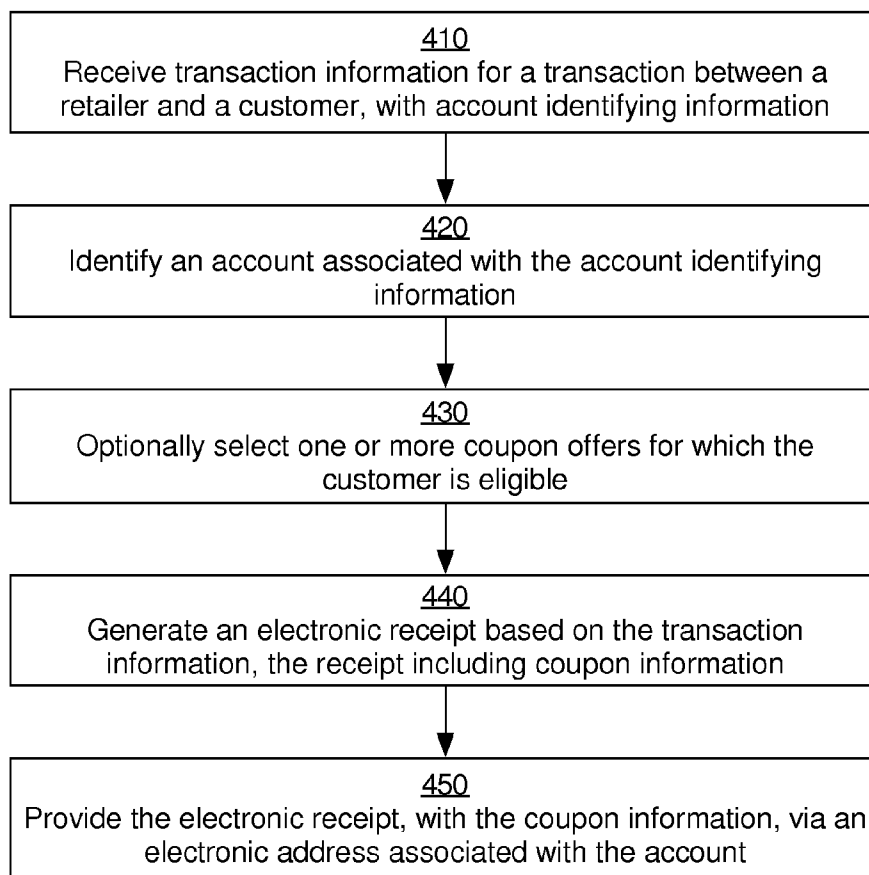 410
Receive transaction information for a transaction between a
retailer and a customer, with account identifying information
420
Identify an account associated with the account identifying
information
430
Optionally select one or more coupon offers for which the
customer is eligible
440
Generate an electronic receipt based on the transaction
information, the receipt including coupon information
450
Provide the electronic receipt, with the coupon information, via an
electronic address associated with the account